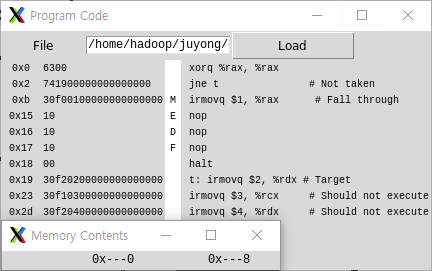 Program Code
File /home/hadoop/juyong/ Load
0x0 6300 xorq %rax, %rax
0x2 741900000000000000 jne t # Not taken
0xb 30f00100000000000000 M irmovq $1, %rax # Fall through
0x15 10 E nop
0x16 10 D nop
0x17 10 F nop
0x18 00 halt
0x19 30f20200000000000000 t: irmovq $2, %rdx # Target
0x23 30f10300000000000000 irmovq $3, %rcx # Should not execute
0x2d 30f20400000000000000 irmovq $4, %rdx # Should not execute
Memory Contents
0x---0 0x---8